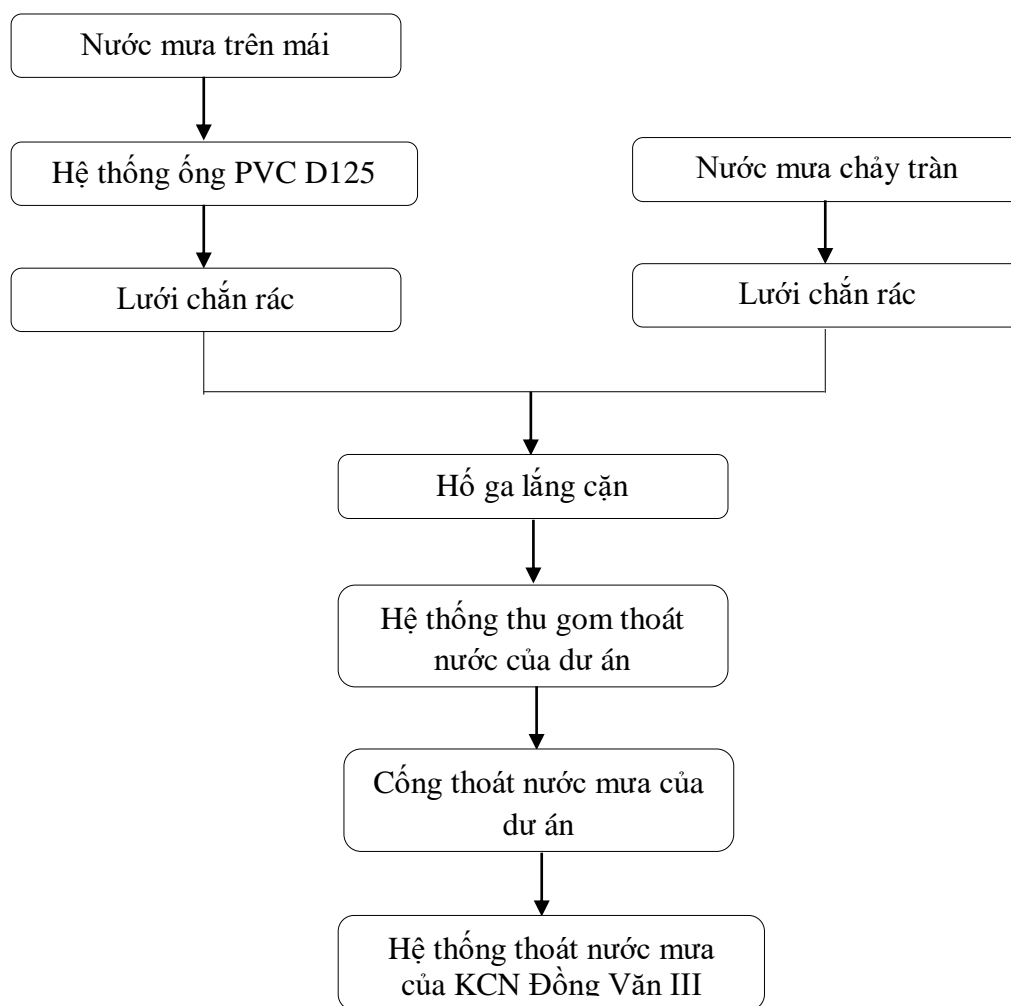 Nước mưa trên mái
Hệ thống ống PVC D125
Nước mưa chảy tràn
Lưới chắn rác
Lưới chắn rác
Hố ga lắng cặn
Hệ thống thu gom thoát
nước của dư án
Cống thoát nước mưa của
dư án
Hệ thống thoát nước mưa
của KCN Đồng Văn III